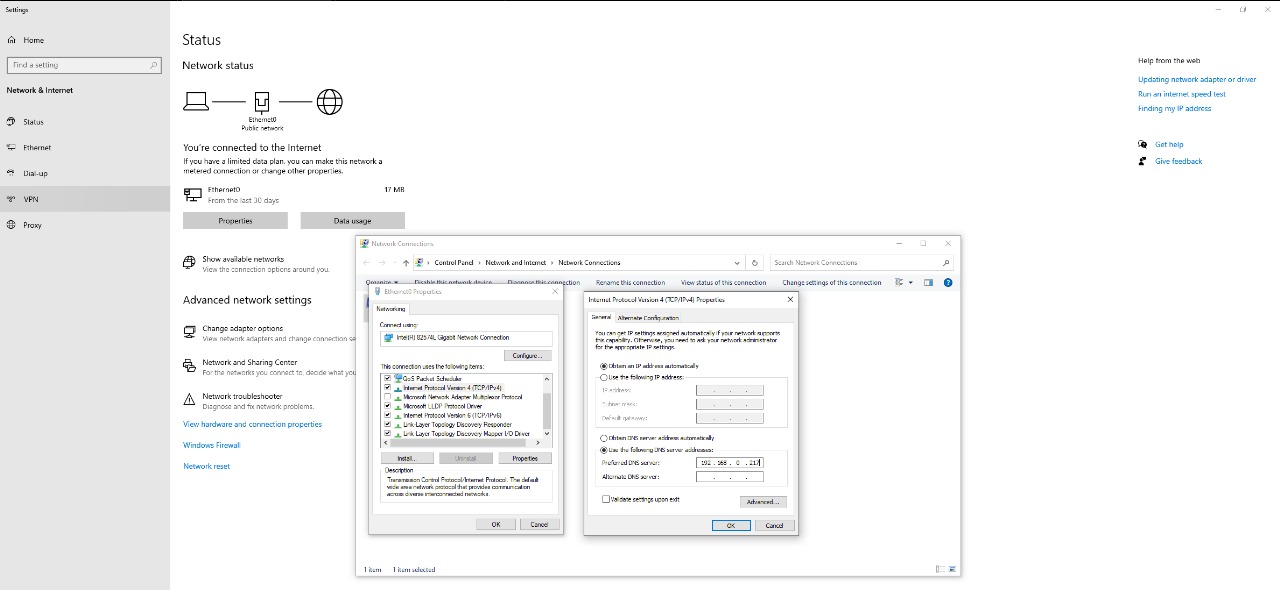 Settings
Home
Find a setting
Network & Internet
Status
Ethernet
Dial-up
VPN
Proxy
Status
Network status
Ethernet0
Public network
You're connected to the Internet
If you have a limited data plan, you can make this network a
metered connection or change other properties.
Ethernet0
17 MB
From the last 30 days
Properties
Data usage
Show available networks
View the connection options around you.
Advanced network settings
Change adapter options
View network adapters and change connection se
Network and Sharing Center
For the networks you connect to, decide what you
Network troubleshooter
Diagnose and fix network problems.
View hardware and connection properties
Windows Firewall
Network reset
Help from the web
Updating network adapter or driver
Run an internet speed test
Finding my IP address
Get help
Give feedback
Network Connections
Control Panel > Network and Internet > Network Connections
Search Network Connections
Organize
Disable this network device
Diagnose this connection
Rename this connection
View status of this connection
Change settings of this connection
Ethernet0 Properties
Networking
Connect using:
Intel(R) 82574L Gigabit Network Connection
Configure...
This connection uses the following items:
QoS Packet Scheduler
Internet Protocol Version 4 (TCP/IPv4)
Microsoft Network Adapter Multiplexor Protocol
Microsoft LLDP Protocol Driver
Internet Protocol Version 6 (TCP/IPv6)
Link-Layer Topology Discovery Responder
Link-Layer Topology Discovery Mapper I/O Driver
Install...
Uninstall
Properties
Description
Transmission Control Protocol/Internet Protocol. The default
wide area network protocol that provides communication
across diverse interconnected networks.
OK
Cancel
Internet Protocol Version 4 (TCP/IPv4) Properties
General
Alternate Configuration
You can get IP settings assigned automatically if your network supports
this capability. Otherwise, you need to ask your network administrator
for the appropriate IP settings.
Obtain an IP address automatically
Use the following IP address:
IP address:
Subnet mask:
Default gateway:
Obtain DNS server address automatically
Use the following DNS server addresses:
Preferred DNS server:
192 . 168 . 0 . 217
Alternate DNS server:
Validate settings upon exit
Advanced...
OK
Cancel
1 item
1 item selected